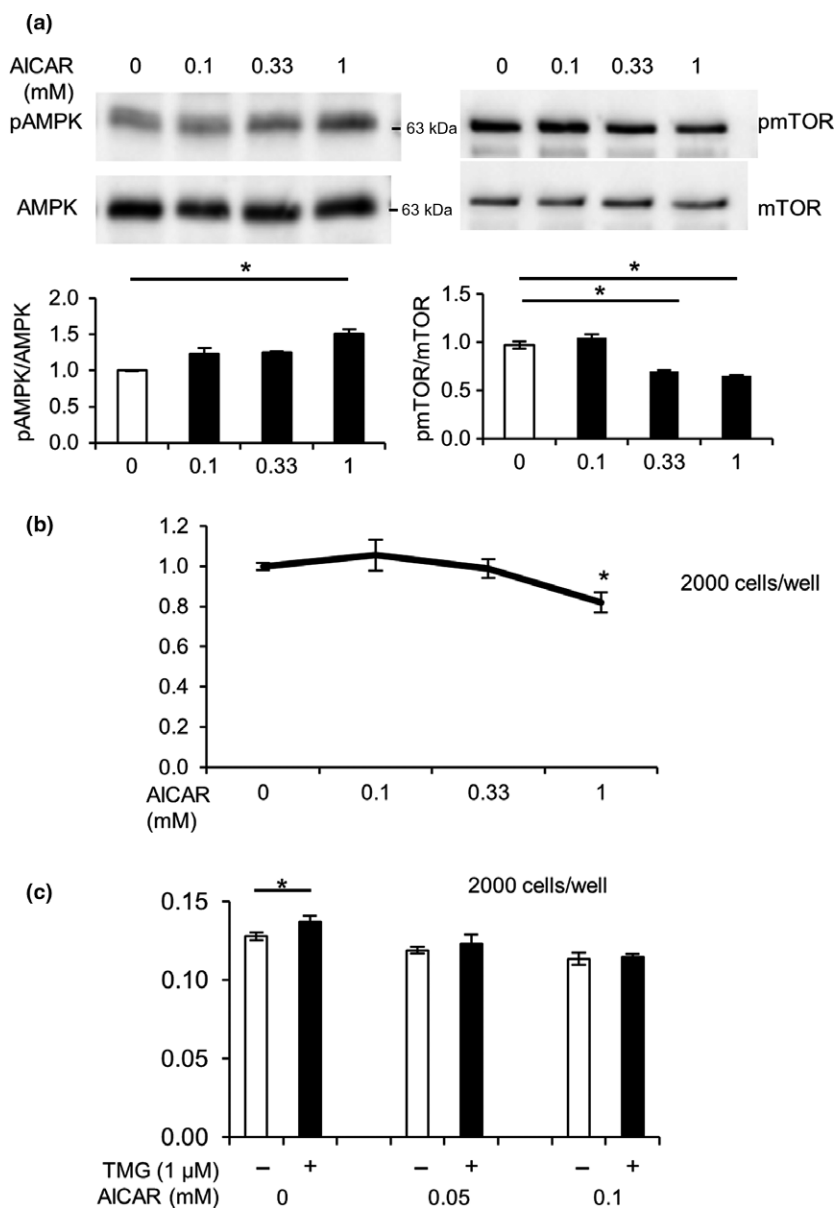 (a)
AICAR (mM) 0 0.1 0.33 1 0 0.1 0.33 1
pAMPK 63 kDa pmTOR
AMPK 63 kDa mTOR
pAMPK/AMPK
2.0
1.5
1.0
0.5
0.0
*
0 0.1 0.33 1
pmTOR/mTOR
1.5
1.0
0.5
0.0
*
*
0 0.1 0.33 1
(b)
1.2
1.0
0.8
0.6
0.4
0.2
0.0
*
2000 cells/well
AICAR (mM) 0 0.1 0.33 1
(c)
2000 cells/well
*
0.15
0.10
0.05
0.00
TMG (1 µM) – + – + – +
AICAR (mM) 0 0.05 0.1